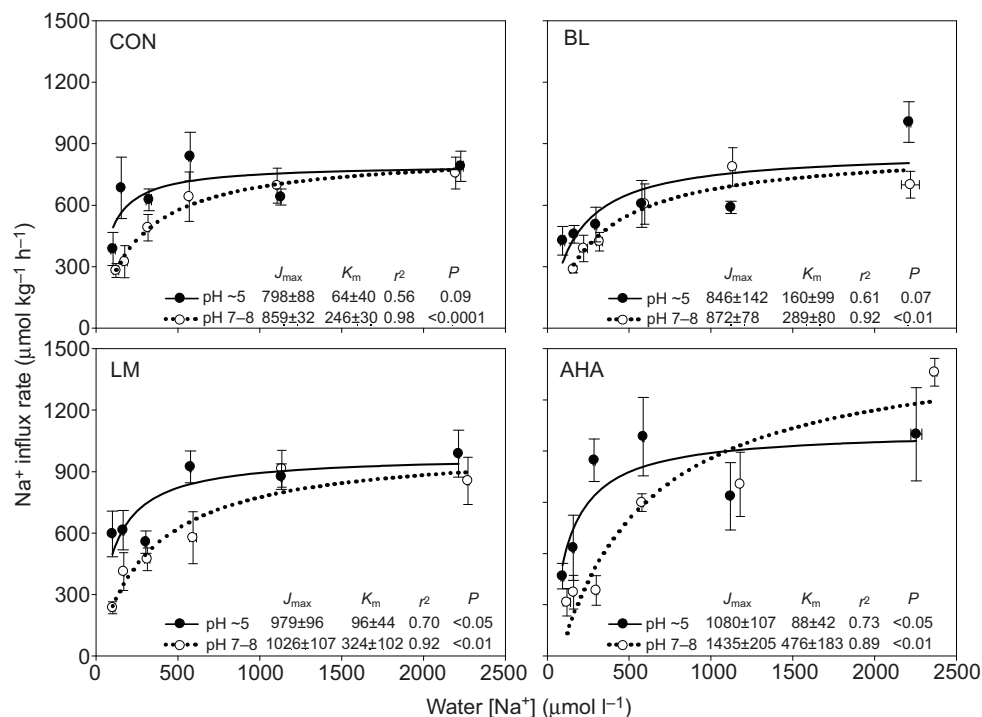 CON
BL
1500
1200
900
600
300
0
Na⁺ influx rate (µmol kg⁻¹ h⁻¹)
Jmax Km r² P
pH ~5 798±88 64±40 0.56 0.09
pH 7–8 859±32 246±30 0.98 <0.0001
Jmax Km r² P
pH ~5 846±142 160±99 0.61 0.07
pH 7–8 872±78 289±80 0.92 <0.01
LM
AHA
1500
1200
900
600
300
0
Jmax Km r² P
pH ~5 979±96 96±44 0.70 <0.05
pH 7–8 1026±107 324±102 0.92 <0.01
Jmax Km r² P
pH ~5 1080±107 88±42 0.73 <0.05
pH 7–8 1435±205 476±183 0.89 <0.01
0 500 1000 1500 2000 2500 0 500 1000 1500 2000 2500
Water [Na⁺] (µmol l⁻¹)